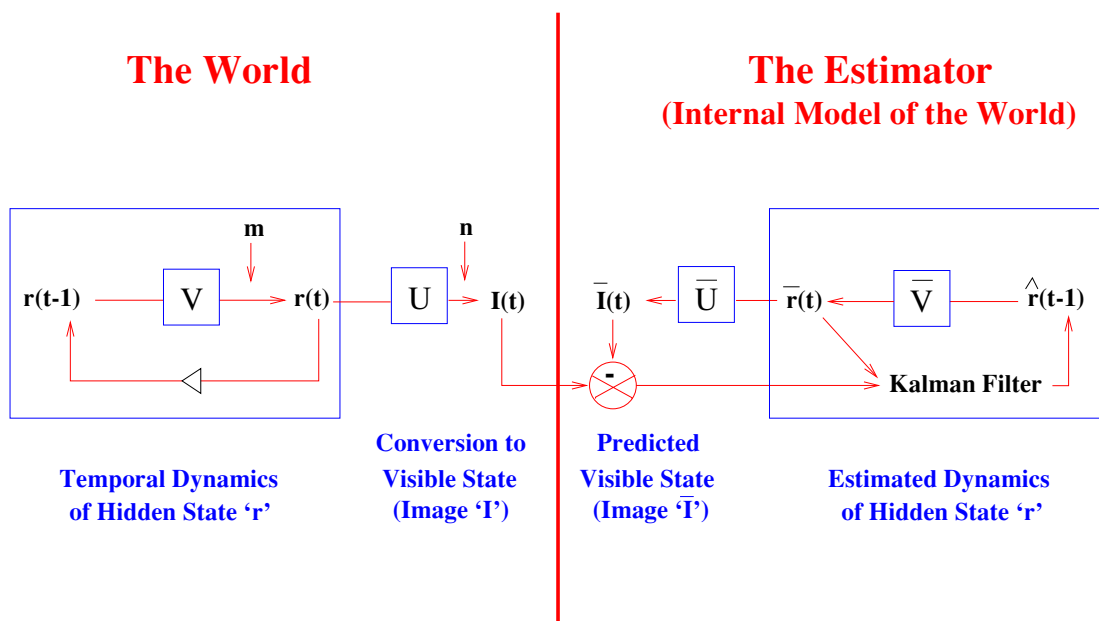 The World
The Estimator
(Internal Model of the World)
m
n
r(t-1)
V
r(t)
U
I(t)
I̅(t)
U̅
r̅(t)
V̅
r̂(t-1)
-
Kalman Filter
Temporal Dynamics
of Hidden State ‘r’
Conversion to
Visible State
(Image ‘I’)
Predicted
Visible State
(Image ‘I̅’)
Estimated Dynamics
of Hidden State ‘r’